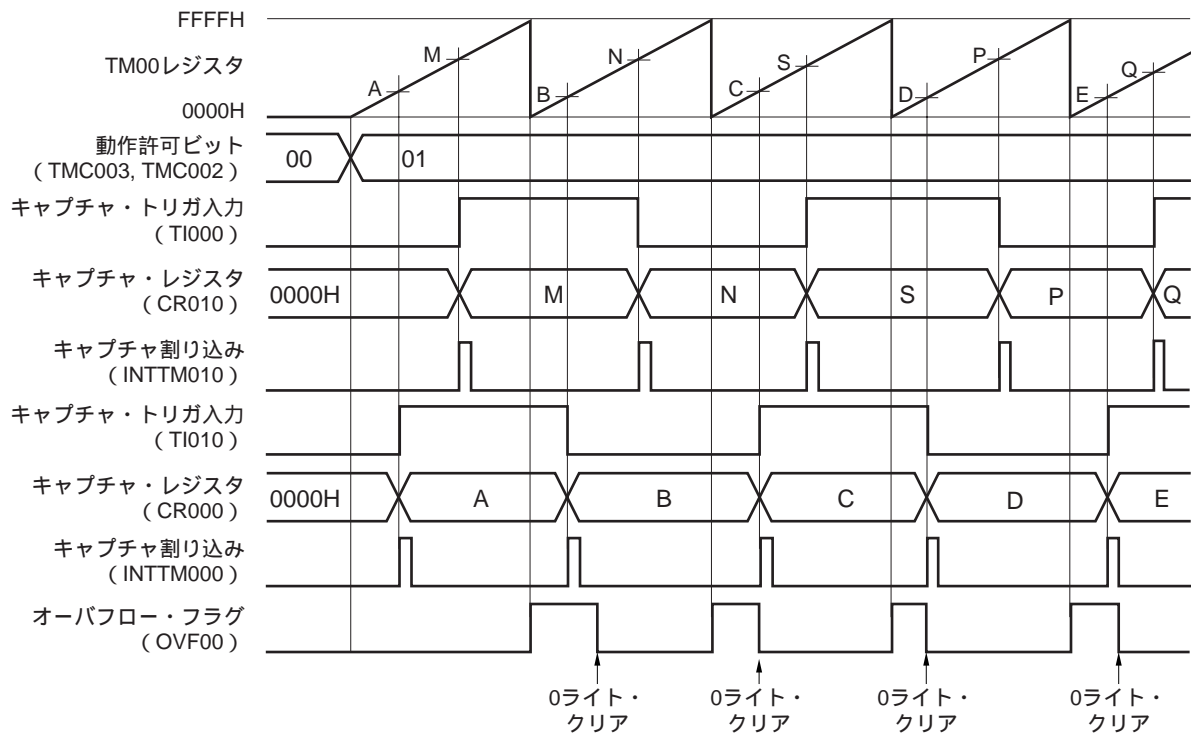 FFFFH
TM00レジスタ
0000H
A
M
B
N
C
S
D
P
E
Q
動作許可ビット
( TMC003, TMC002 )
00
01
キャプチャ・トリガ入力
( TI000 )
キャプチャ・レジスタ
( CR010 )
0000H
M
N
S
P
Q
キャプチャ割り込み
( INTTM010 )
キャプチャ・トリガ入力
( TI010 )
キャプチャ・レジスタ
( CR000 )
0000H
A
B
C
D
E
キャプチャ割り込み
( INTTM000 )
オーバフロー・フラグ
( OVF00 )
0ライト・
クリア
0ライト・
クリア
0ライト・
クリア
0ライト・
クリア